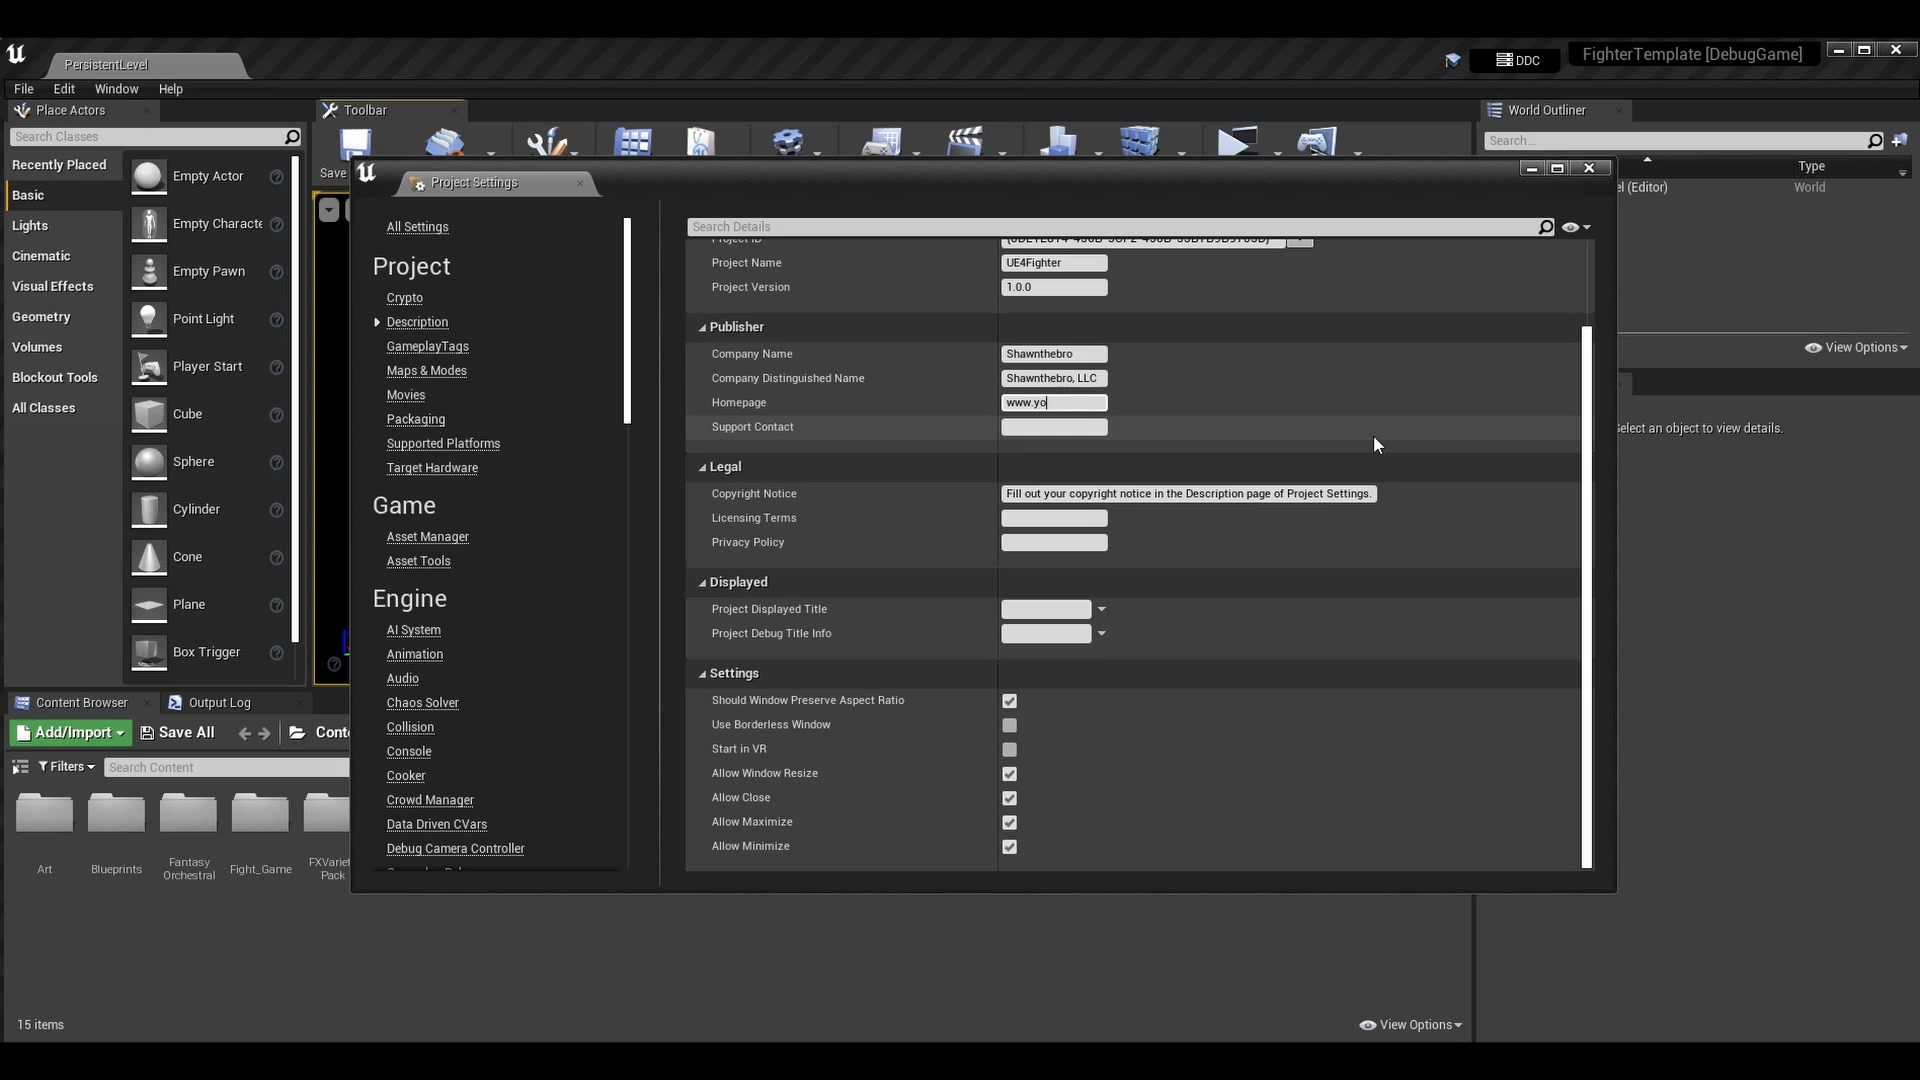 PersistentLevel
DDC
FighterTemplate [DebugGame]
File Edit Window Help
Place Actors
Toolbar
World Outliner
Search Classes
Search...
Recently Placed
Basic
Lights
Cinematic
Visual Effects
Geometry
Volumes
Blockout Tools
All Classes
Empty Actor
Empty Characte
Empty Pawn
Point Light
Player Start
Cube
Sphere
Cylinder
Cone
Plane
Box Trigger
Save
Type
(Editor)
World
View Options
Select an object to view details.
Project Settings
All Settings
Project
Crypto
Description
GameplayTags
Maps & Modes
Movies
Packaging
Supported Platforms
Target Hardware
Game
Asset Manager
Asset Tools
Engine
AI System
Animation
Audio
Chaos Solver
Collision
Console
Cooker
Crowd Manager
Data Driven CVars
Debug Camera Controller
Search Details
Project ID
Project Name UE4Fighter
Project Version 1.0.0
Publisher
Company Name Shawnthebro
Company Distinguished Name Shawnthebro, LLC
Homepage www.yo
Support Contact
Legal
Copyright Notice Fill out your copyright notice in the Description page of Project Settings.
Licensing Terms
Privacy Policy
Displayed
Project Displayed Title
Project Debug Title Info
Settings
Should Window Preserve Aspect Ratio
Use Borderless Window
Start in VR
Allow Window Resize
Allow Close
Allow Maximize
Allow Minimize
Content Browser
Output Log
Add/Import
Save All
Conte
Filters
Search Content
Art
Blueprints
Fantasy
Orchestral
Fight_Game
FXVariet
Pack
15 items
View Options